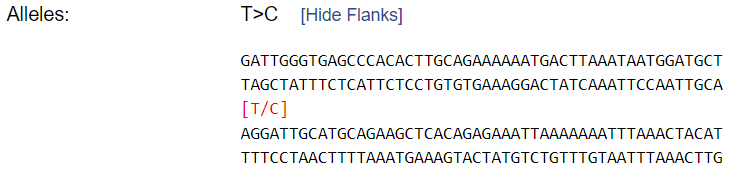 Alleles: T>C [Hide Flanks]
GATTGGGTGAGCCCACACTTGCAGAAAAAATGACTTAAATAATGGATGCT
TAGCTATTTCTCATTCTCCTGTGTGAAAGGACTATCAAATTCCAATTGCA
[T/C]
AGGATTGCATGCAGAAGCTCACAGAGAAATTAAAAAAATTTAAACTACAT
TTTCCTAACTTTTAAATGAAAGTACTATGTCTGTTTGTAATTTAAACTTG